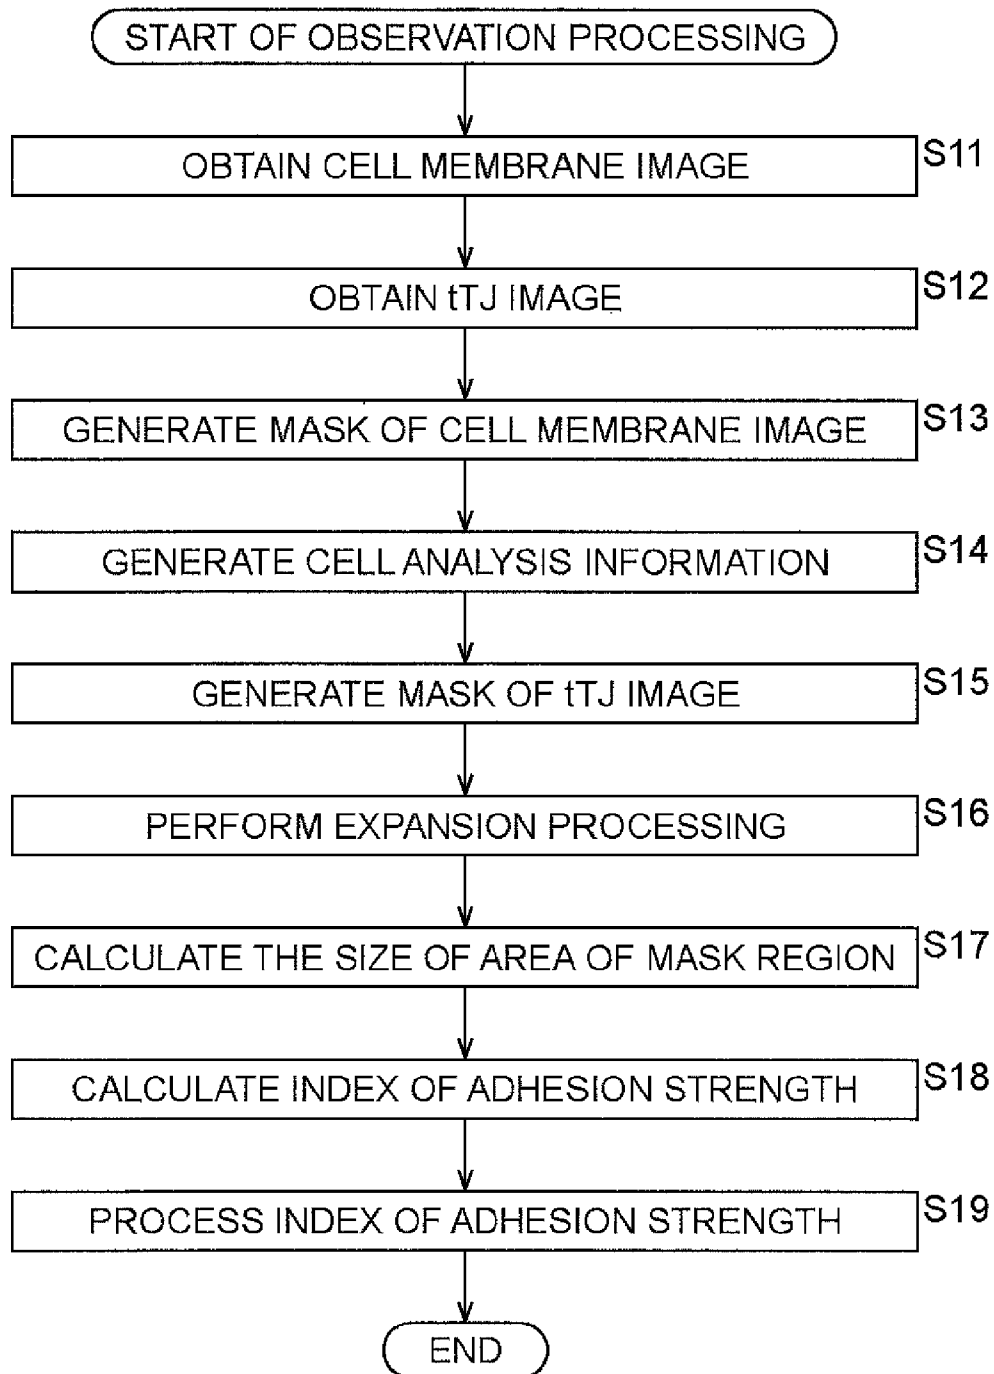 START OF OBSERVATION PROCESSING
OBTAIN CELL MEMBRANE IMAGE
S11
OBTAIN tTJ IMAGE
S12
GENERATE MASK OF CELL MEMBRANE IMAGE
S13
GENERATE CELL ANALYSIS INFORMATION
S14
GENERATE MASK OF tTJ IMAGE
S15
PERFORM EXPANSION PROCESSING
S16
CALCULATE THE SIZE OF AREA OF MASK REGION
S17
CALCULATE INDEX OF ADHESION STRENGTH
S18
PROCESS INDEX OF ADHESION STRENGTH
S19
END